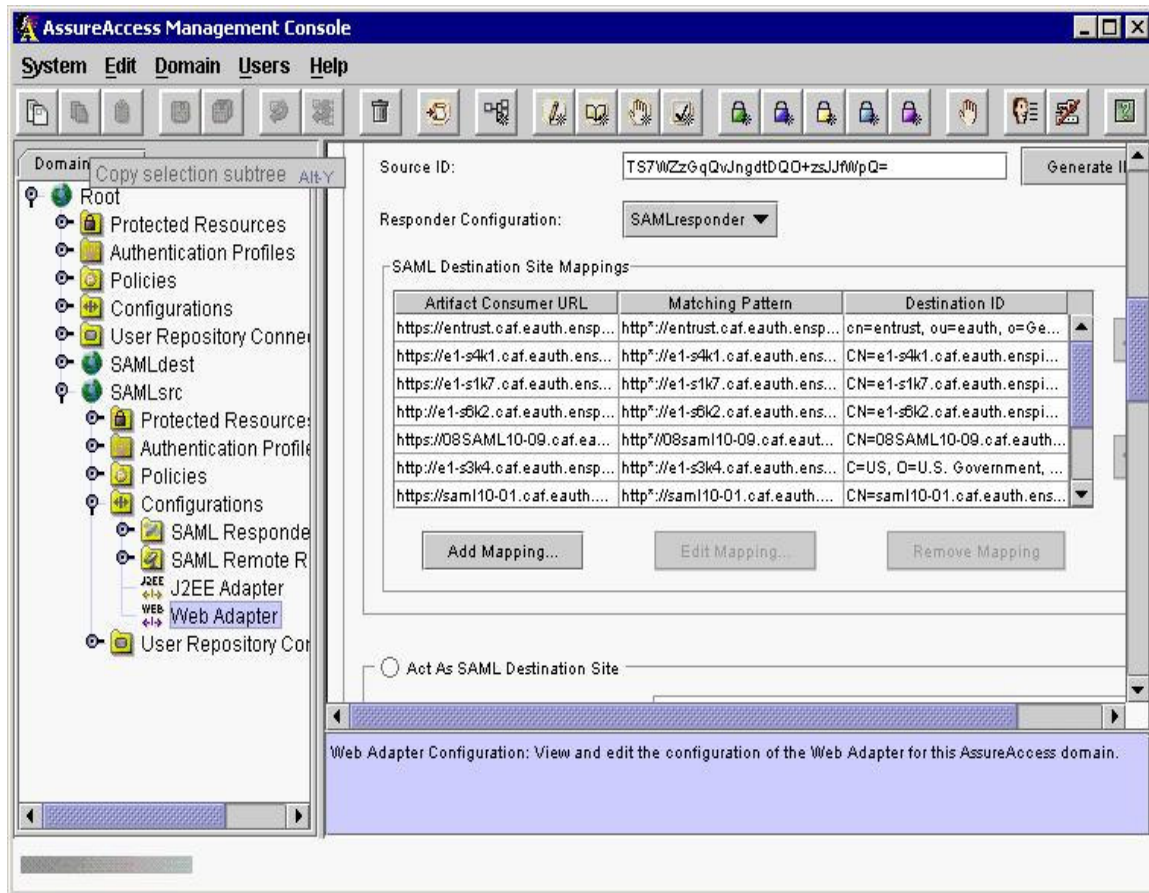 AssureAccess Management Console
System Edit Domain Users Help
Domain
Copy selection subtree Alt-Y
Root
Protected Resources
Authentication Profiles
Policies
Configurations
User Repository Conne
SAMLdest
SAMLsrc
Protected Resource
Authentication Profil
Policies
Configurations
SAML Responde
SAML Remote R
J2EE J2EE Adapter
WEB Web Adapter
User Repository Cor
Source ID:
Generate I
Responder Configuration: SAMLresponder
SAML Destination Site Mappings
Artifact Consumer URL Matching Pattern Destination ID
https://entrust.caf.eauth.ensp... http*://entrust.caf.eauth.ensp... cn=entrust, ou=eauth, o=Ge...
https://e1-s4k1.caf.eauth.ens... http*://e1-s4k1.caf.eauth.ens... CN=e1-s4k1.caf.eauth.enspi...
https://e1-s1k7.caf.eauth.ens... http*://e1-s1k7.caf.eauth.ens... CN=e1-s1k7.caf.eauth.enspi...
http://e1-s6k2.caf.eauth.ensp... http*://e1-s6k2.caf.eauth.ens... CN=e1-s6k2.caf.eauth.enspi...
https://08SAML10-09.caf.ea... http*://08saml10-09.caf.eaut... CN=08SAML10-09.caf.eauth...
http://e1-s3k4.caf.eauth.ensp... http*://e1-s3k4.caf.eauth.ens... C=US, O=U.S. Government, ...
https://saml10-01.caf.eauth.... http*://saml10-01.caf.eauth.... CN=saml10-01.caf.eauth.ens...
Add Mapping... Edit Mapping... Remove Mapping
Act As SAML Destination Site
Web Adapter Configuration: View and edit the configuration of the Web Adapter for this AssureAccess domain.